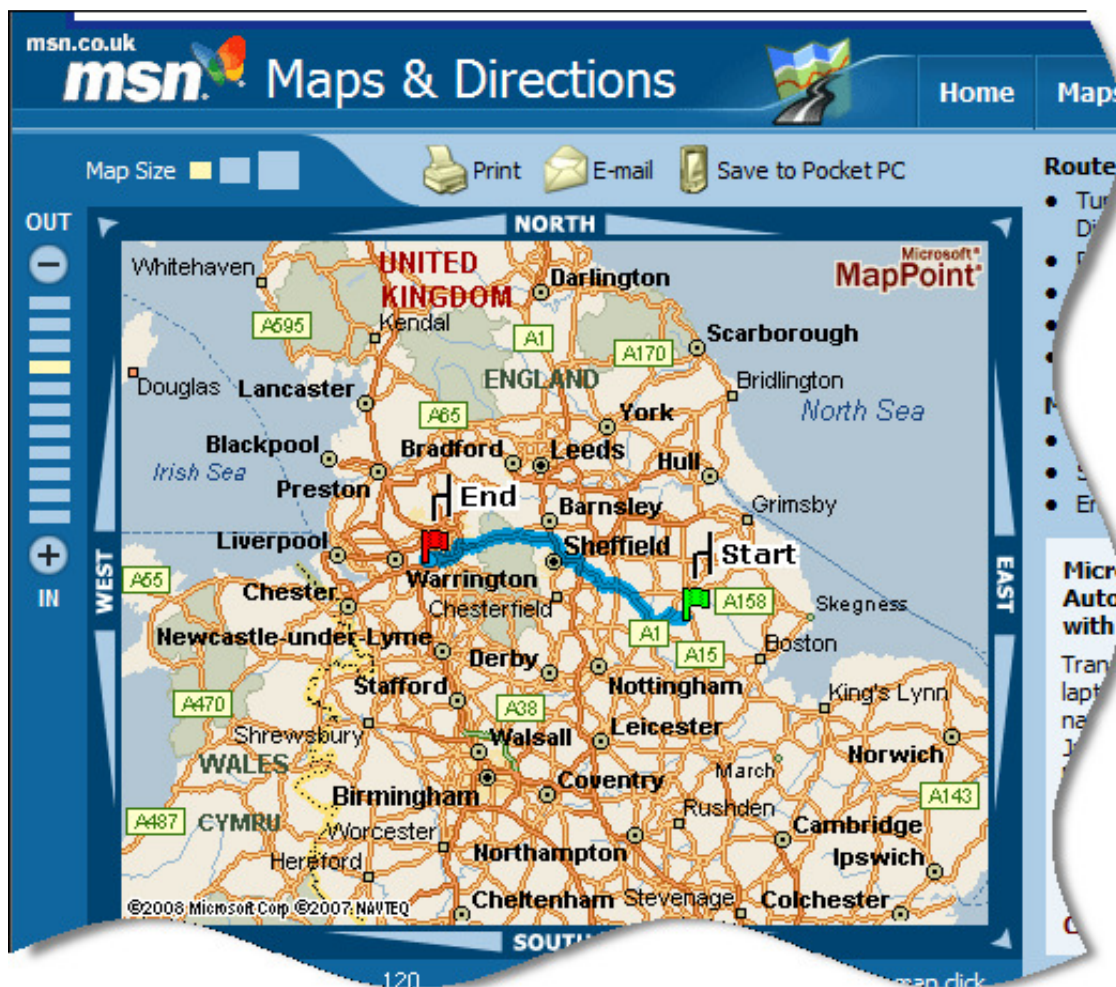 msn.co.uk
msn Maps & Directions
Home
Map Size
Print
E-mail
Save to Pocket PC
Route
OUT
NORTH
Whitehaven
UNITED
KINGDOM
Darlington
Microsoft®
MapPoint®
A595
Kendal
A1
Scarborough
A170
Douglas
Lancaster
ENGLAND
Bridlington
A65
York
North Sea
Blackpool
Bradford
Leeds
Irish Sea
Hull
Preston
End
Barnsley
Grimsby
Liverpool
Sheffield
Start
WEST
EAST
IN
A55
Warrington
Chester
Chesterfield
A158
Skegness
Newcastle-under-Lyme
A1
A15
Boston
Derby
Stafford
Nottingham
King's Lynn
A470
A38
Leicester
Shrewsbury
Walsall
Norwich
WALES
March
Coventry
Birmingham
A143
Rushden
A487
CYMRU
Worcester
Cambridge
Northampton
Ipswich
Hereford
Cheltenham
Stevenage
Colchester
©2008 Microsoft Corp ©2007 NAVTEQ
with
120
map click